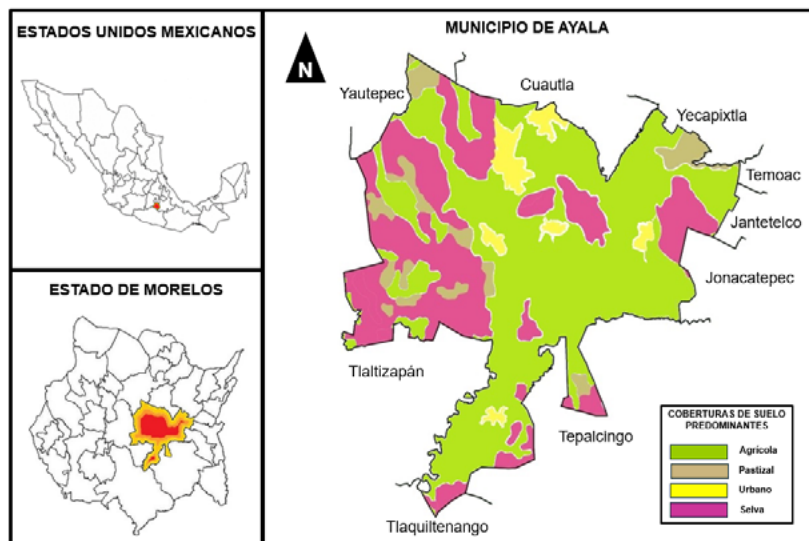 ESTADOS UNIDOS MEXICANOS
ESTADO DE MORELOS
MUNICIPIO DE AYALA
N
Yautepec
Cuautla
Yecapixtla
Temoac
Jantetelco
Jonacatepec
Tlaltizapán
Tepalcingo
Tlaquiltenango
COBERTURAS DE SUELO
PREDOMINANTES
Agrícola
Pastizal
Urbano
Selva